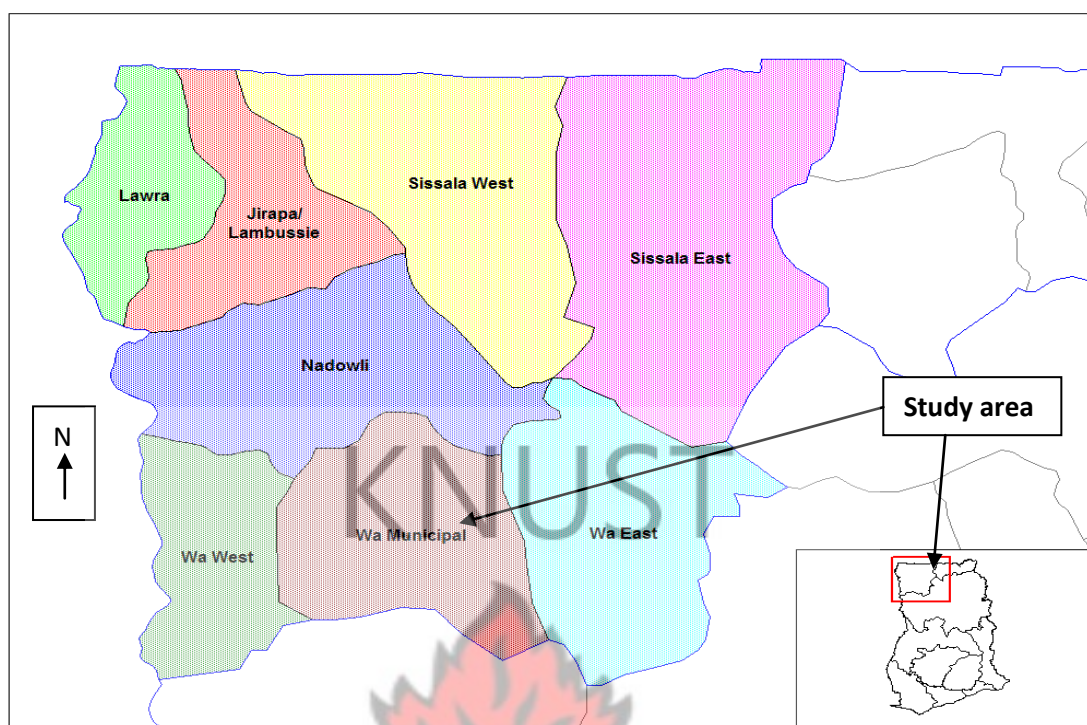 Lawra
Jirapa/
Lambussie
Sissala West
Sissala East
Nadowli
Study area
N
KNUST
Wa West
Wa Municipal
Wa East